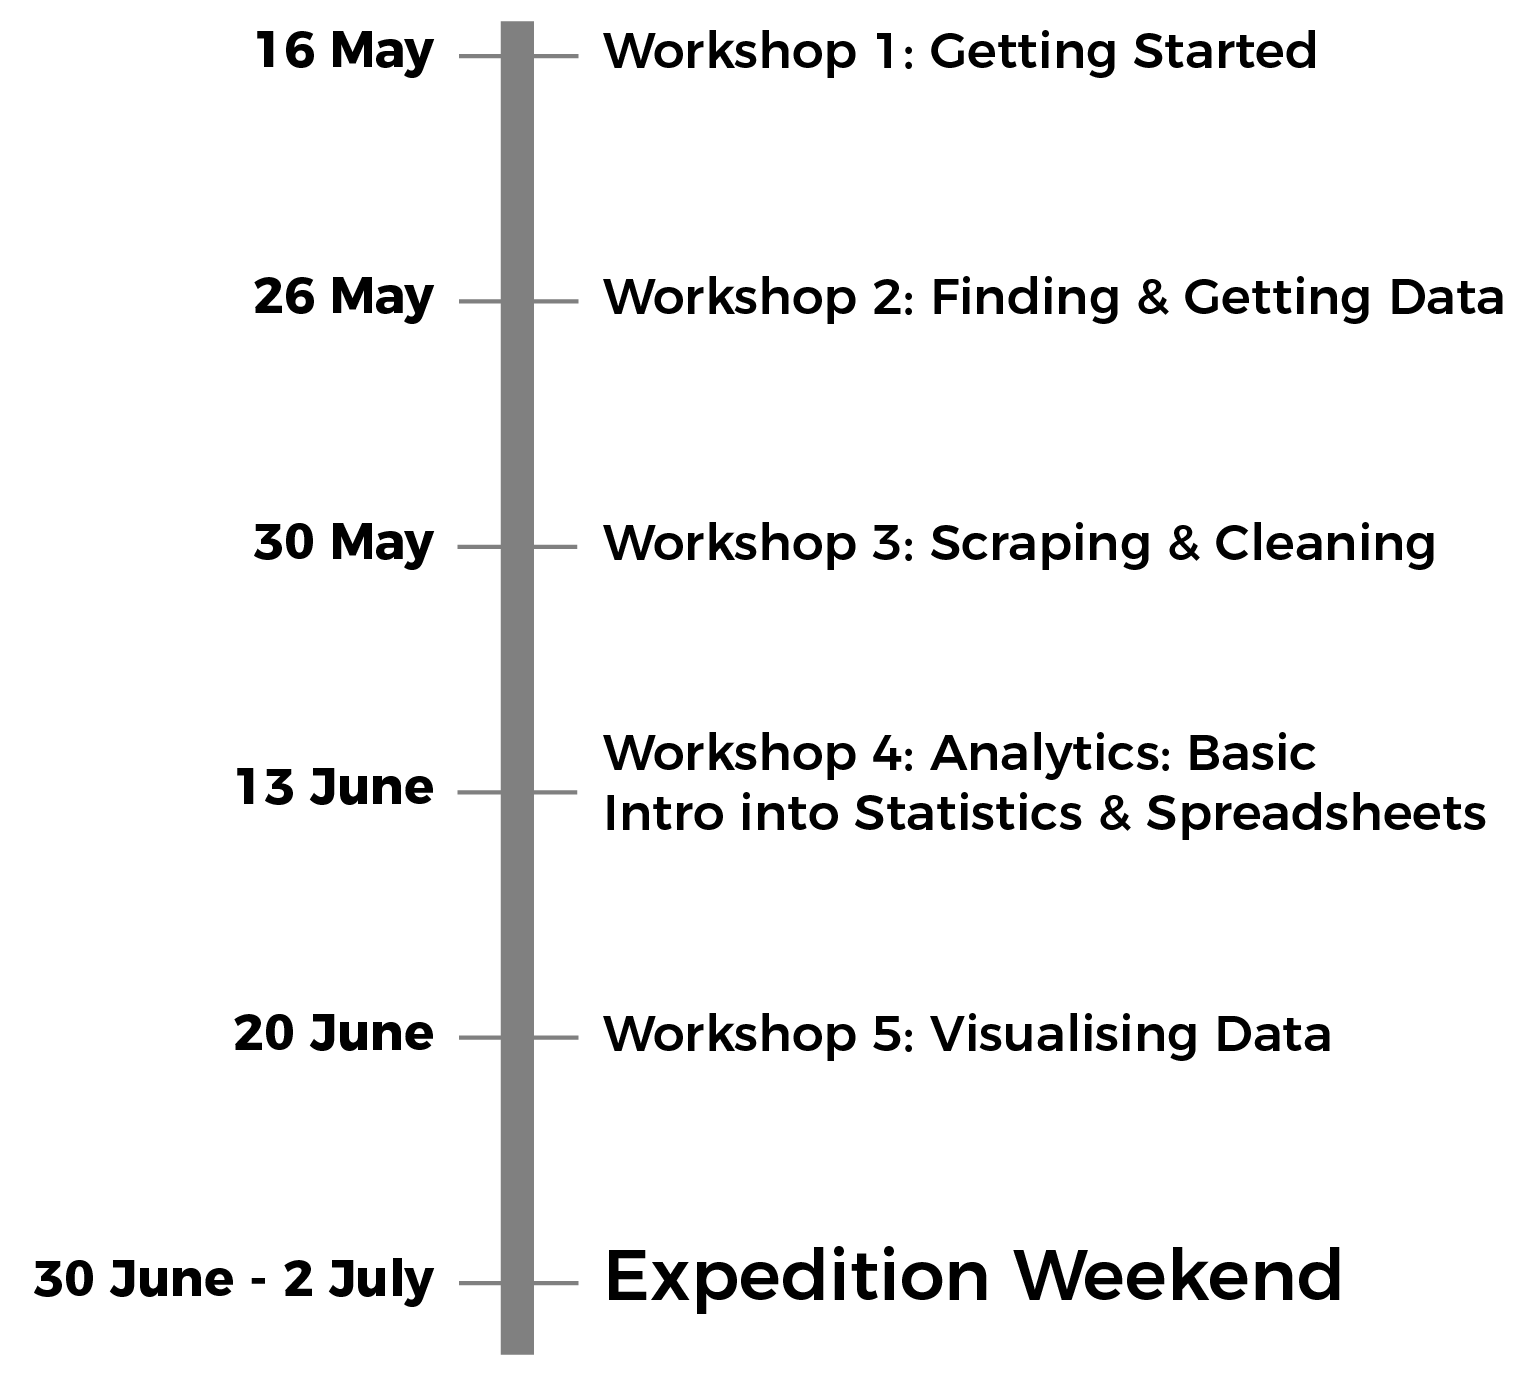 16 May
Workshop 1: Getting Started
26 May
Workshop 2: Finding & Getting Data
30 May
Workshop 3: Scraping & Cleaning
13 June
Workshop 4: Analytics: Basic
Intro into Statistics & Spreadsheets
20 June
Workshop 5: Visualising Data
30 June - 2 July
Expedition Weekend